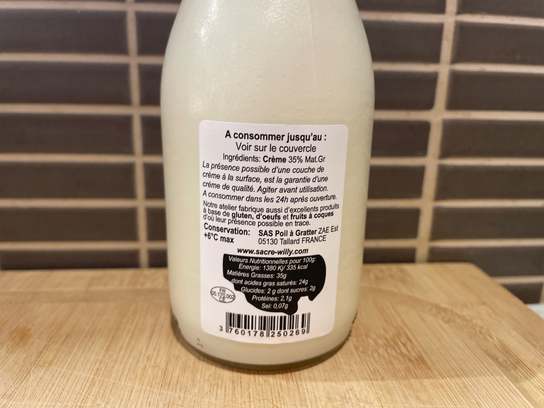 A consommer jusqu'au :
Voir sur le couvercle
Ingrédients: Crème 35% Mat.Gr
La présence possible d'une couche de
crème à la surface, est la garantie d'une
crème de qualité. Agiter avant utilisation.
A consommer dans les 24h après ouverture.
Notre atelier fabrique aussi d'excellents produits
à base de gluten, d'oeufs et fruits à coques
d'où leur présence possible en trace.
Conservation: SAS Poil à Gratter ZAE Est
+6°C max 05130 Tallard FRANCE
www.sacre-willy.com
Valeurs Nutritionnelles pour 100g:
Energie: 1380 Kj/ 335 kcal
Matières Grasses: 35g
dont acides gras saturés: 24g
Glucides: 2 g dont sucres: 2g
Protéines: 2,1g
Sel: 0,07g
FR
CE
3 760178 250269